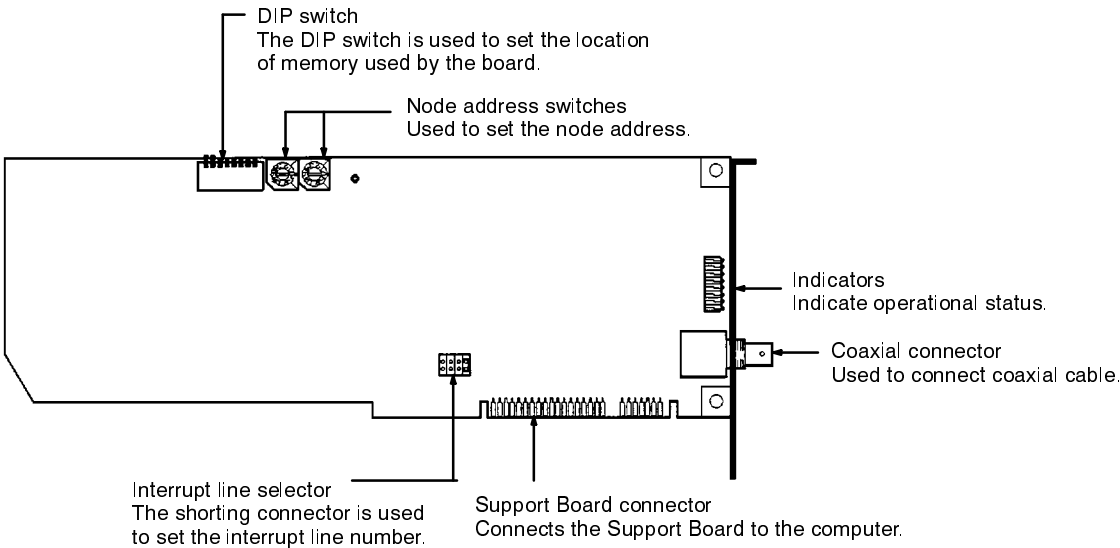 DIP switch
The DIP switch is used to set the location
of memory used by the board.
Node address switches
Used to set the node address.
Indicators
Indicate operational status.
Coaxial connector
Used to connect coaxial cable.
Interrupt line selector
The shorting connector is used
to set the interrupt line number.
Support Board connector
Connects the Support Board to the computer.